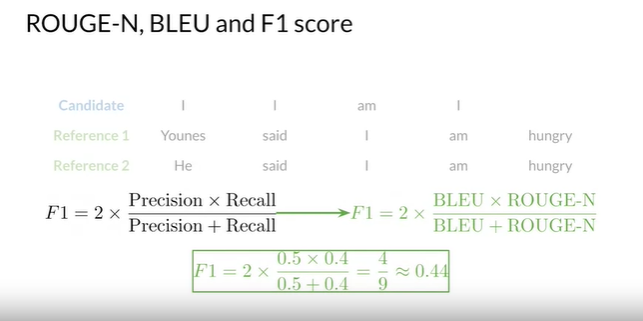 ROUGE-N, BLEU and F1 score
Candidate I I am I
Reference 1 Younes said I am hungry
Reference 2 He said I am hungry
F1 = 2 × Precision × Recall / Precision + Recall → F1 = 2 × BLEU × ROUGE-N / BLEU + ROUGE-N
F1 = 2 × 0.5 × 0.4 / 0.5 + 0.4 = 4 / 9 ≈ 0.44